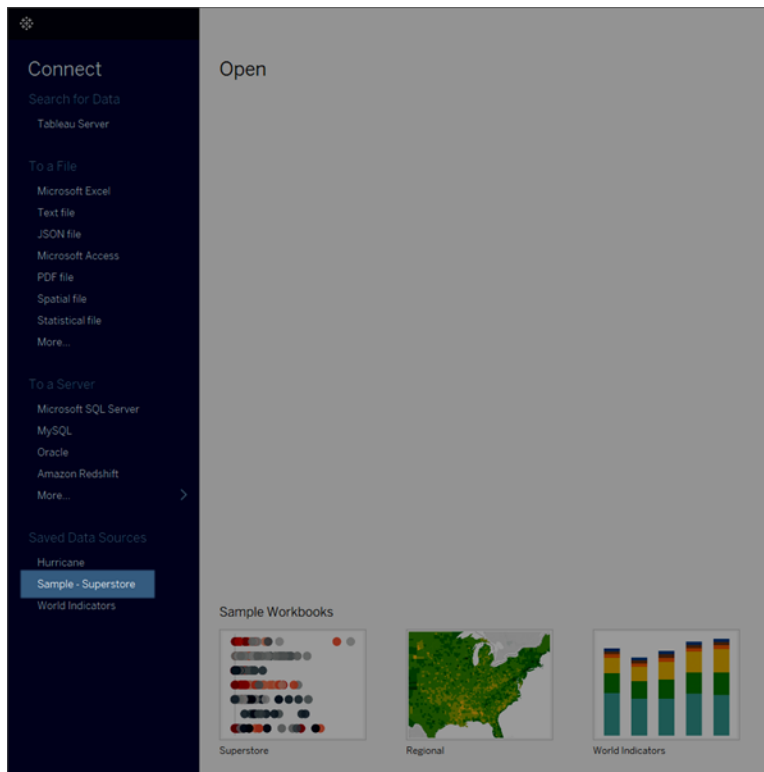 Connect
Search for Data
Tableau Server
To a File
Microsoft Excel
Text file
JSON file
Microsoft Access
PDF file
Spatial file
Statistical file
More...
To a Server
Microsoft SQL Server
MySQL
Oracle
Amazon Redshift
More...
Saved Data Sources
Hurricane
Sample - Superstore
World Indicators
Open
Sample Workbooks
Superstore
Regional
World Indicators